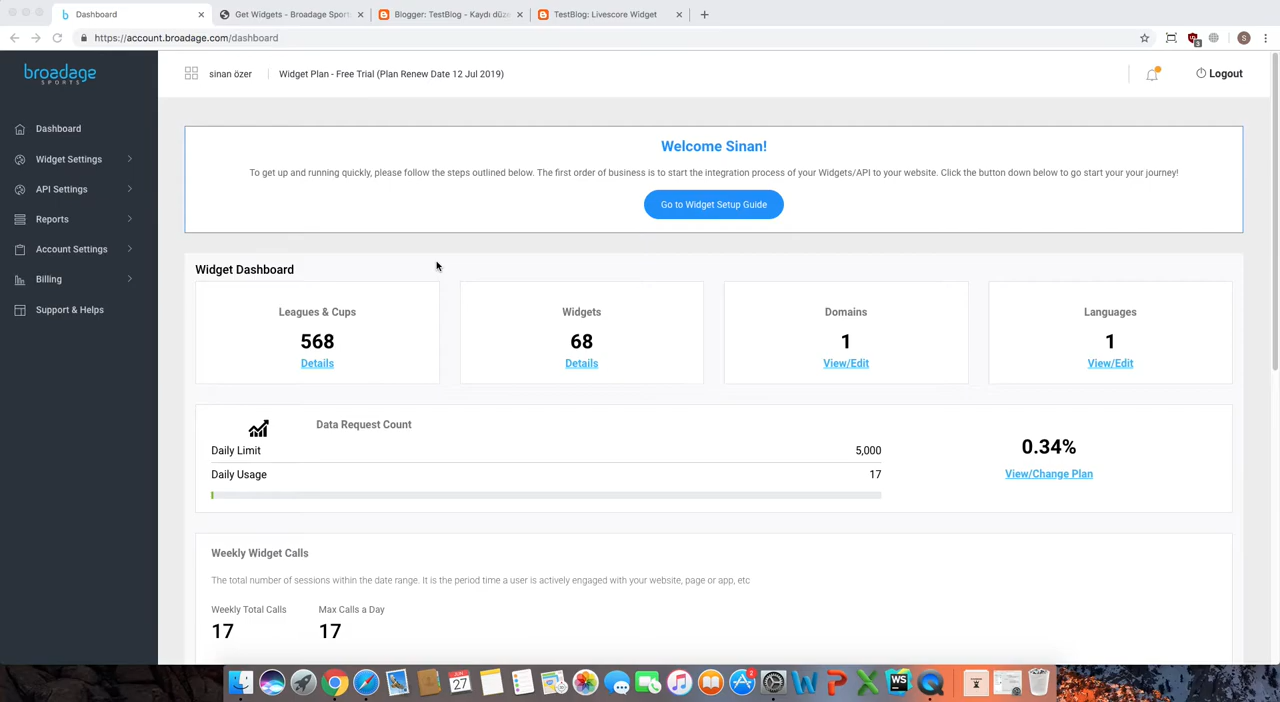 Dashboard
Get Widgets - Broadage Sport
Blogger: TestBlog - Kaydı düze
TestBlog: Livescore Widget
https://account.broadage.com/dashboard
S
3
broadage
SPORTS
sinan özer
Widget Plan - Free Trial (Plan Renew Date 12 Jul 2019)
Logout
Dashboard
Widget Settings
API Settings
Reports
Account Settings
Billing
Support & Helps
Welcome Sinan!
To get up and running quickly, please follow the steps outlined below. The first order of business is to start the integration process of your Widgets/API to your website. Click the button down below to go start your your journey!
Go to Widget Setup Guide
Widget Dashboard
Leagues & Cups
568
Details
Widgets
68
Details
Domains
1
View/Edit
Languages
1
View/Edit
Data Request Count
Daily Limit
5,000
Daily Usage
17
0.34%
View/Change Plan
Weekly Widget Calls
The total number of sessions within the date range. It is the period time a user is actively engaged with your website, page or app, etc
Weekly Total Calls
17
Max Calls a Day
17
27
2
WS